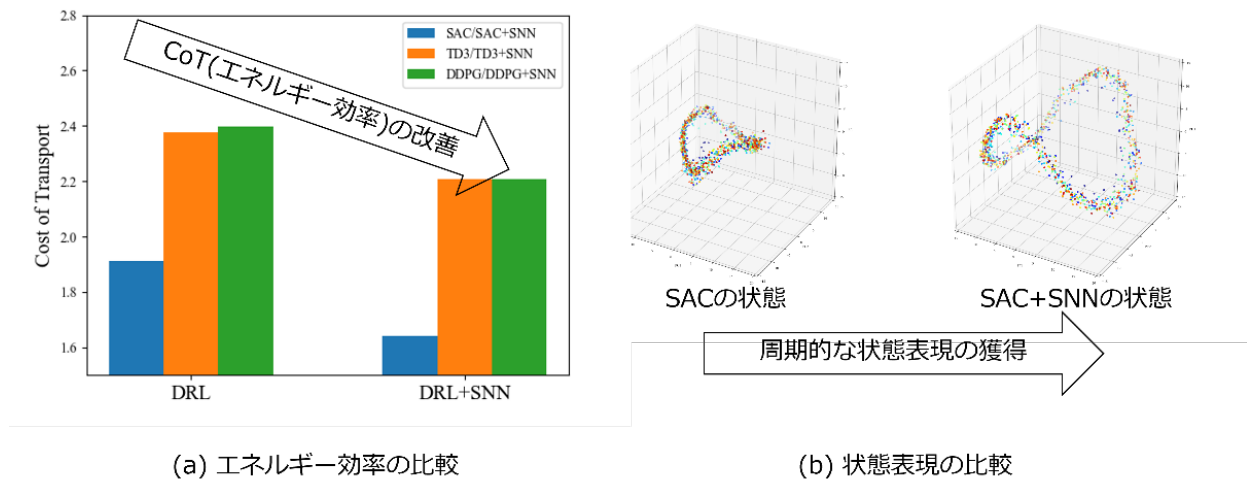 2.8
2.6
2.4
2.2
2.0
1.8
1.6
Cost of Transport
SAC/SAC+SNN
TD3/TD3+SNN
DDPG/DDPG+SNN
CoT(エネルギー効率)の改善
DRL
DRL+SNN
(a) エネルギー効率の比較
SACの状態
SAC+SNNの状態
周期的な状態表現の獲得
(b) 状態表現の比較